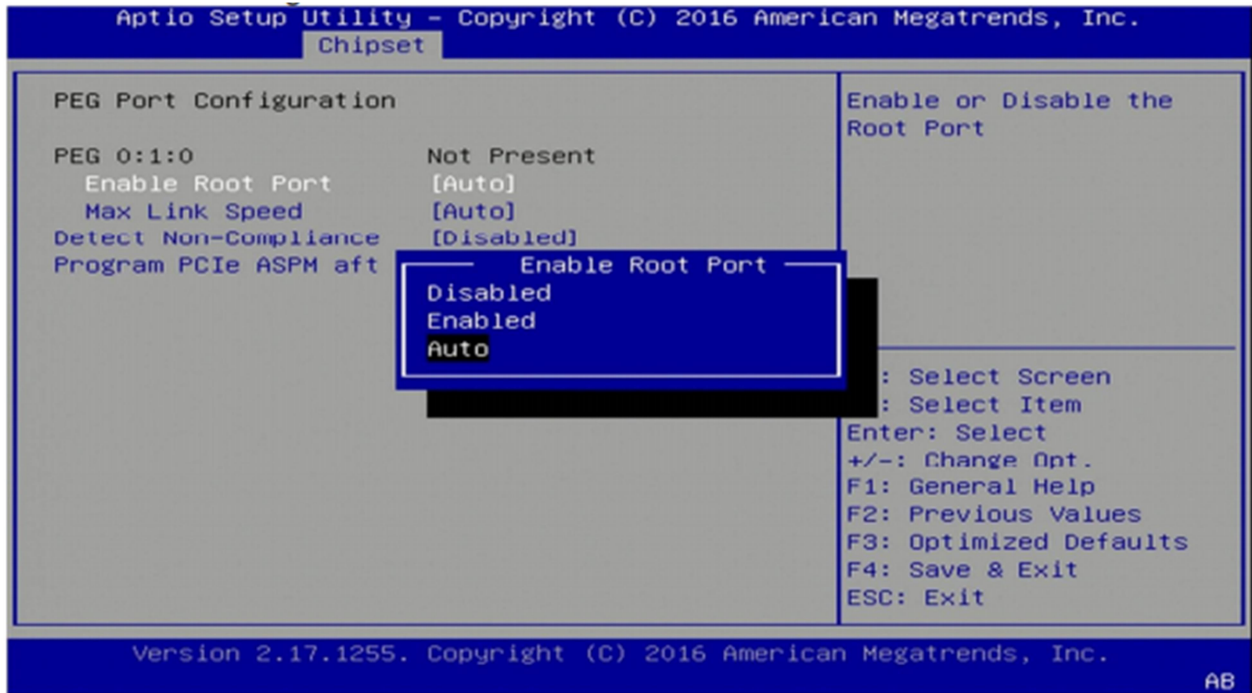 Aptio Setup Utility – Copyright (C) 2016 American Megatrends, Inc.
Chipset
PEG Port Configuration
PEG 0:1:0 Not Present
Enable Root Port [Auto]
Max Link Speed [Auto]
Detect Non-Compliance [Disabled]
Program PCIe ASPM aft
Enable Root Port
Disabled
Enabled
Auto
Enable or Disable the
Root Port
: Select Screen
: Select Item
Enter: Select
+/-: Change Opt.
F1: General Help
F2: Previous Values
F3: Optimized Defaults
F4: Save & Exit
ESC: Exit
Version 2.17.1255. Copyright (C) 2016 American Megatrends, Inc.
AB